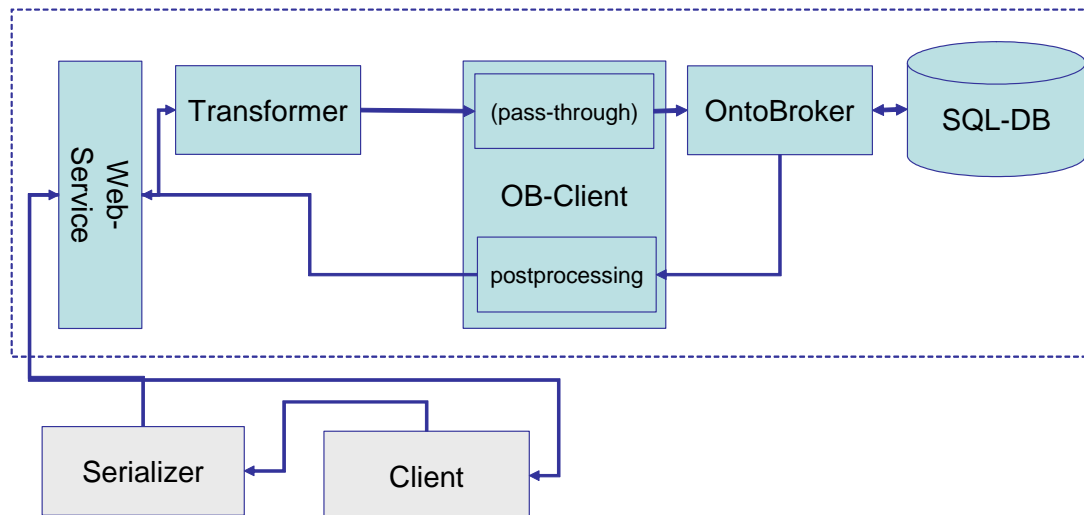 Transformer
(pass-through)
OntoBroker
SQL-DB
Web-
Service
OB-Client
postprocessing
Serializer
Client